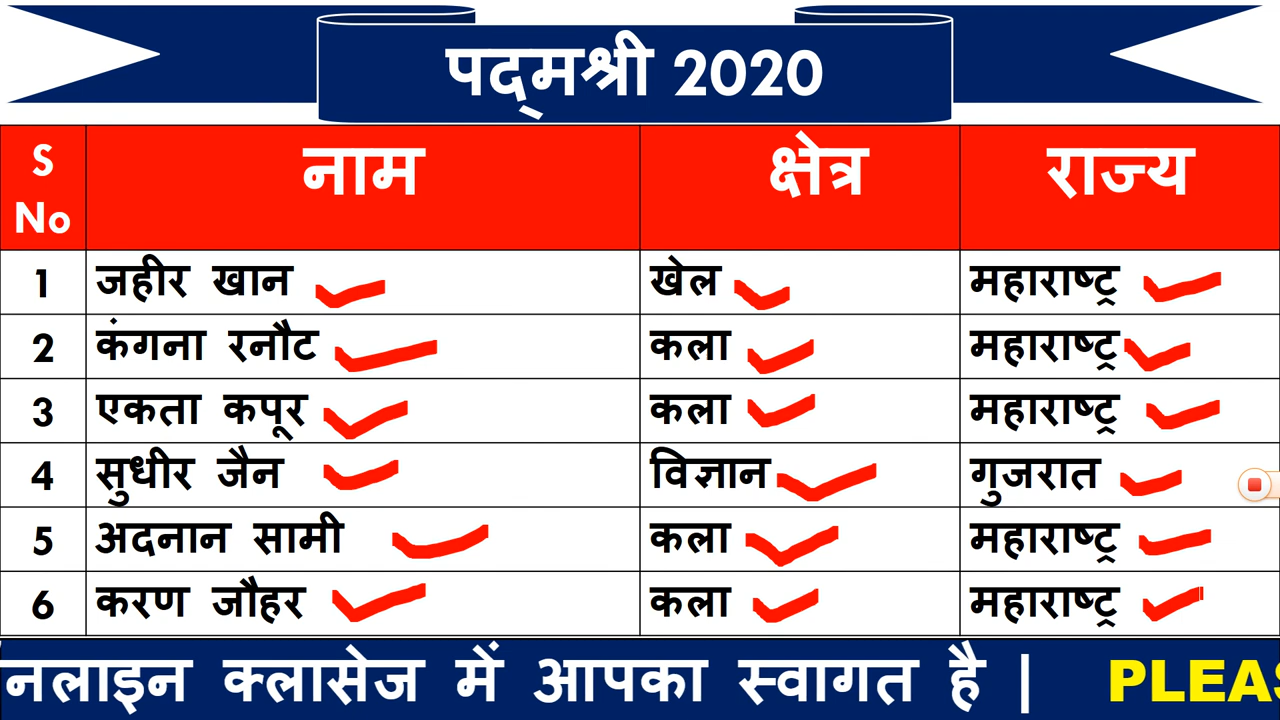 पद्मश्री 2020
S No नाम क्षेत्र राज्य
1 जहीर खान खेल महाराष्ट्र
2 कंगना रनौट कला महाराष्ट्र
3 एकता कपूर कला महाराष्ट्र
4 सुधीर जैन विज्ञान गुजरात
5 अदनान सामी कला महाराष्ट्र
6 करण जौहर कला महाराष्ट्र
नलाइन क्लासेज में आपका स्वागत है |